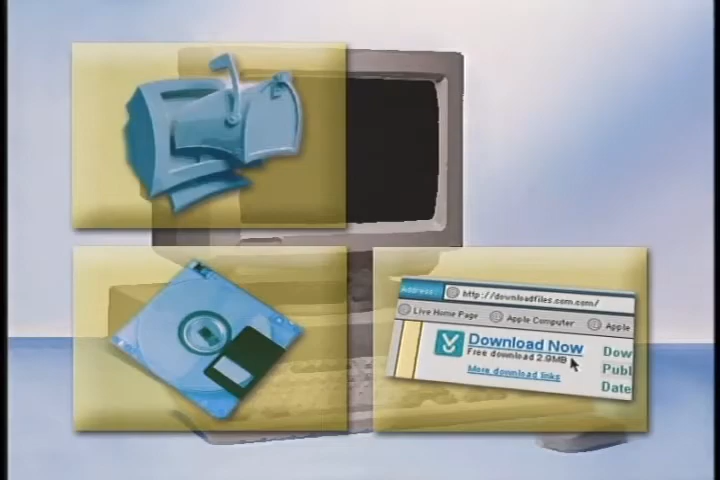 Address:
http://downloadfiles.com.com/
Live Home Page
Apple Computer
Apple
Download Now
Free download 2.9MB
More download links
Dow
Publ
Date